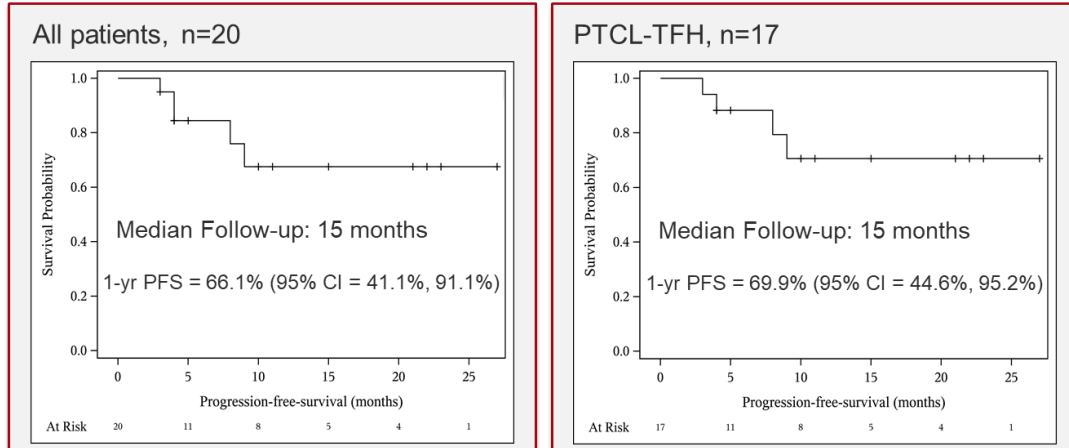 All patients, n=20
1.0
0.8
0.6
0.4
0.2
0.0
Survival Probability
Median Follow-up: 15 months
1-yr PFS = 66.1% (95% CI = 41.1%, 91.1%)
0 5 10 15 20 25
Progression-free-survival (months)
At Risk 20 11 8 5 4 1
PTCL-TFH, n=17
1.0
0.8
0.6
0.4
0.2
0.0
Survival Probability
Median Follow-up: 15 months
1-yr PFS = 69.9% (95% CI = 44.6%, 95.2%)
0 5 10 15 20 25
Progression-free-survival (months)
At Risk 17 11 8 5 4 1